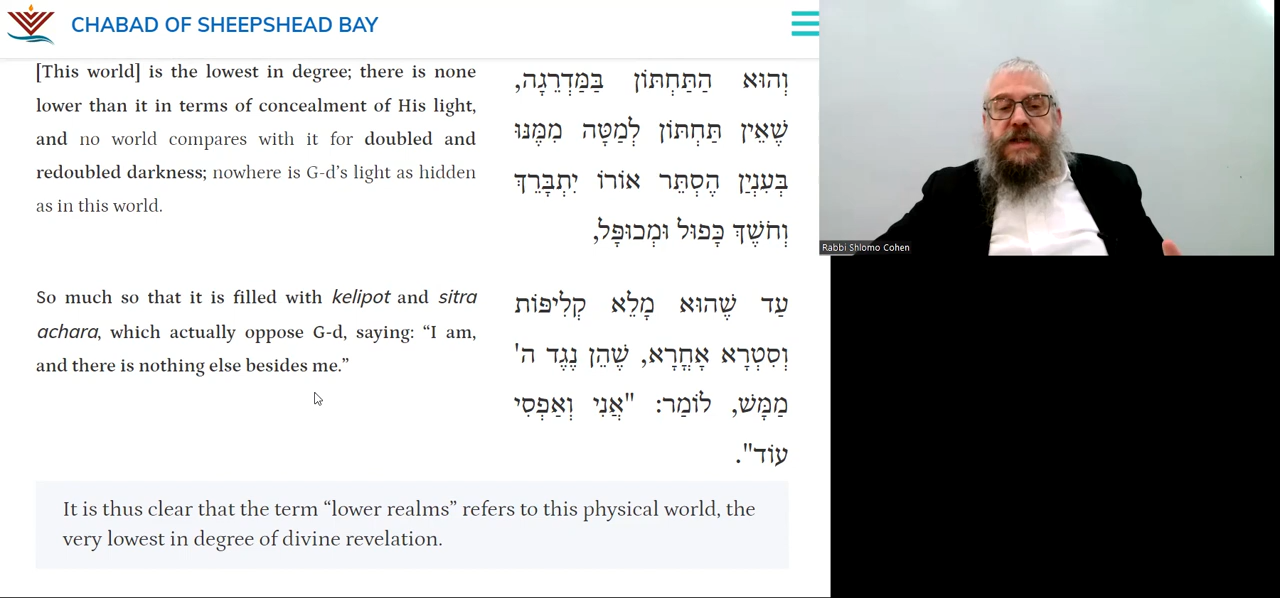 CHABAD OF SHEEPSHEAD BAY
[This world] is the lowest in degree; there is none
lower than it in terms of concealment of His light,
and no world compares with it for doubled and
redoubled darkness; nowhere is G-d’s light as hidden
as in this world.
וְהוּא הַתַּחְתּוֹן בַּמַּדְרֵגָה,
שֶׁאֵין תַּחְתּוֹן לְמַטָּה מִמֶּנּוּ
בְּעִנְיַן הֶסְתֵּר אוֹרוֹ יִתְבָּרֵךְ
וְחֹשֶׁךְ כָּפוּל וּמְכוּפָּל,
So much so that it is filled with kelipot and sitra
achara, which actually oppose G-d, saying: “I am,
and there is nothing else besides me.”
עַד שֶׁהוּא מָלֵא קְלִיפּוֹת
וְסִטְרָא אָחֳרָא, שֶׁהֵן נֶגֶד ה'
מַמָּשׁ, לוֹמַר: "אֲנִי וְאַפְסִי
עוֹד".
It is thus clear that the term “lower realms” refers to this physical world, the
very lowest in degree of divine revelation.
Rabbi Shlomo Cohen